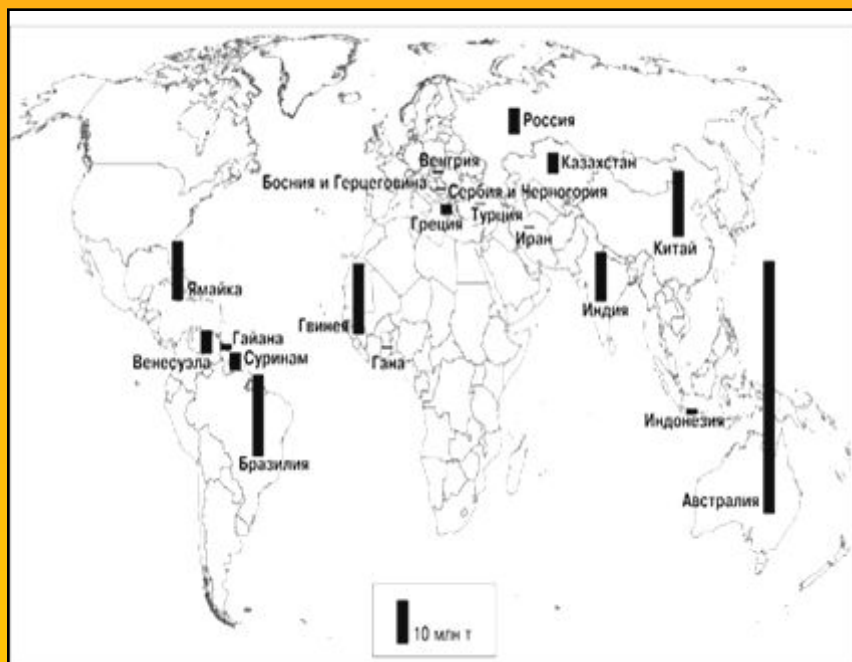 Россия
Венгрия
Казахстан
Босния и Герцеговина
Сербия и Черногория
Греция
Турция
Иран
Китай
Ямайка
Индия
Гвинея
Гайана
Венесуэла
Суринам
Гана
Индонезия
Бразилия
Австралия
10 млн т